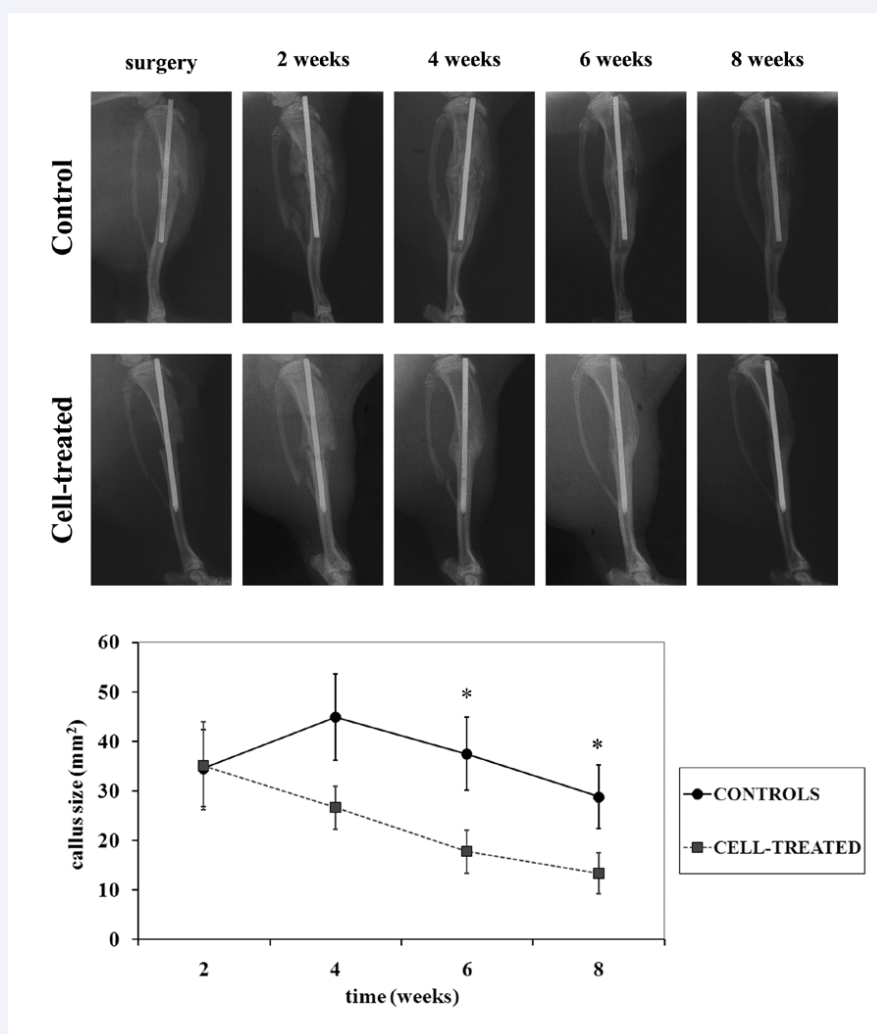 surgery 2 weeks 4 weeks 6 weeks 8 weeks
Control
Cell-treated
60
50
40
30
20
10
0
callus size (mm²)
* *
2 4 6 8
time (weeks)
CONTROLS
CELL-TREATED